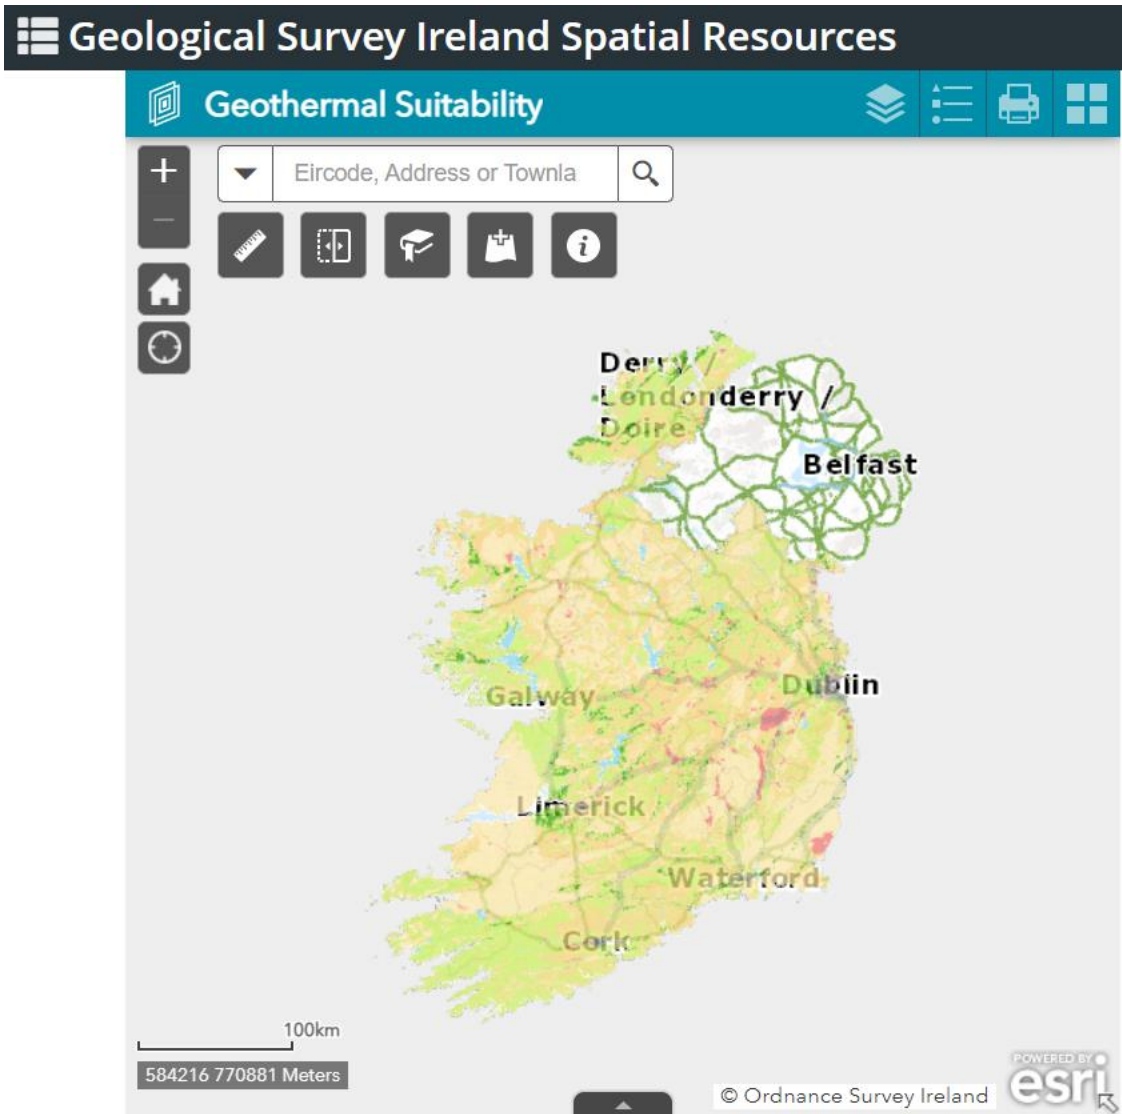 Geological Survey Ireland Spatial Resources
Geothermal Suitability
+
Eircode, Address or Townla
−
i
Derry /
Londonderry /
Doire
Belfast
Galway
Dublin
Limerick
Waterford
Cork
100km
584216 770881 Meters
POWERED BY
esri
© Ordnance Survey Ireland